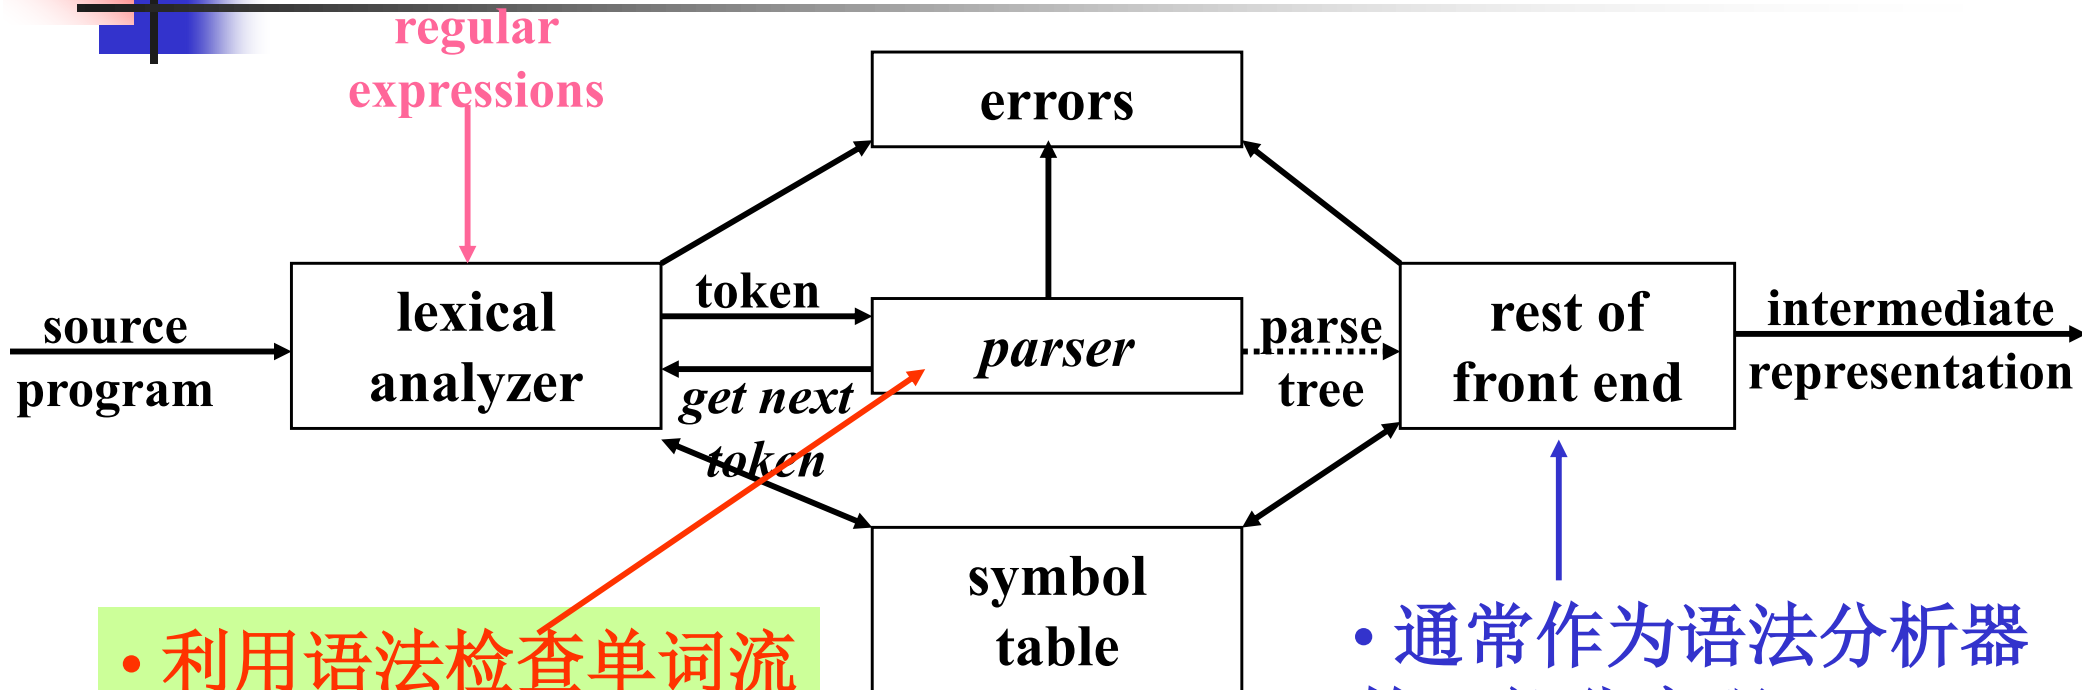 regular
expressions
errors
source
program
lexical
analyzer
token
get next
token
parser
parse
tree
rest of
front end
intermediate
representation
symbol
table
• 利用语法检查单词流
• 通常作为语法分析器